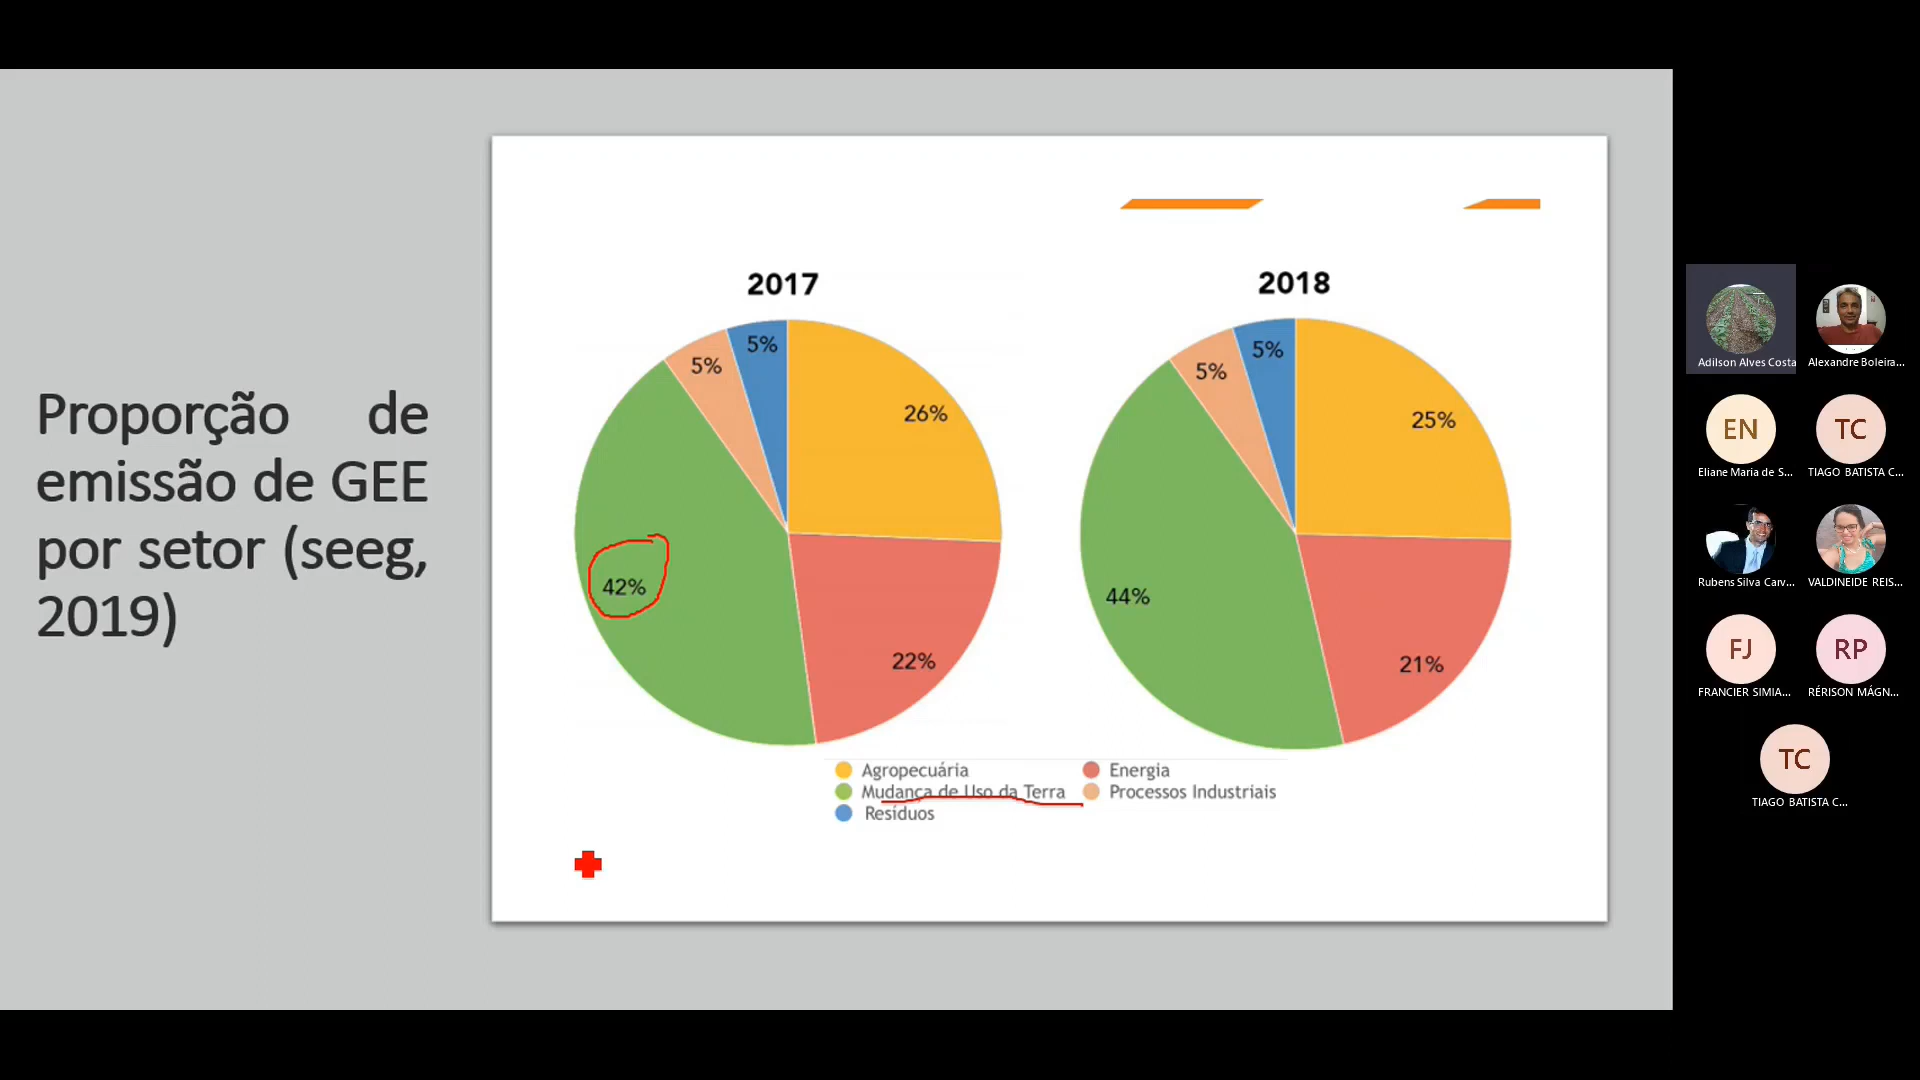 Proporção de
emissão de GEE
por setor (seeg,
2019)
2017
5%
5%
26%
42%
22%
2018
5%
5%
25%
44%
21%
Agropecuária
Energia
Mudança de Uso da Terra
Processos Industriais
Resíduos
Adilson Alves Costa
Alexandre Boleira...
EN
TC
Eliane Maria de S...
TIAGO BATISTA C...
Rubens Silva Carv...
VALDINEIDE REIS...
FJ
RP
FRANCIER SIMIA...
RÉRISON MÁGN...
TC
TIAGO BATISTA C...